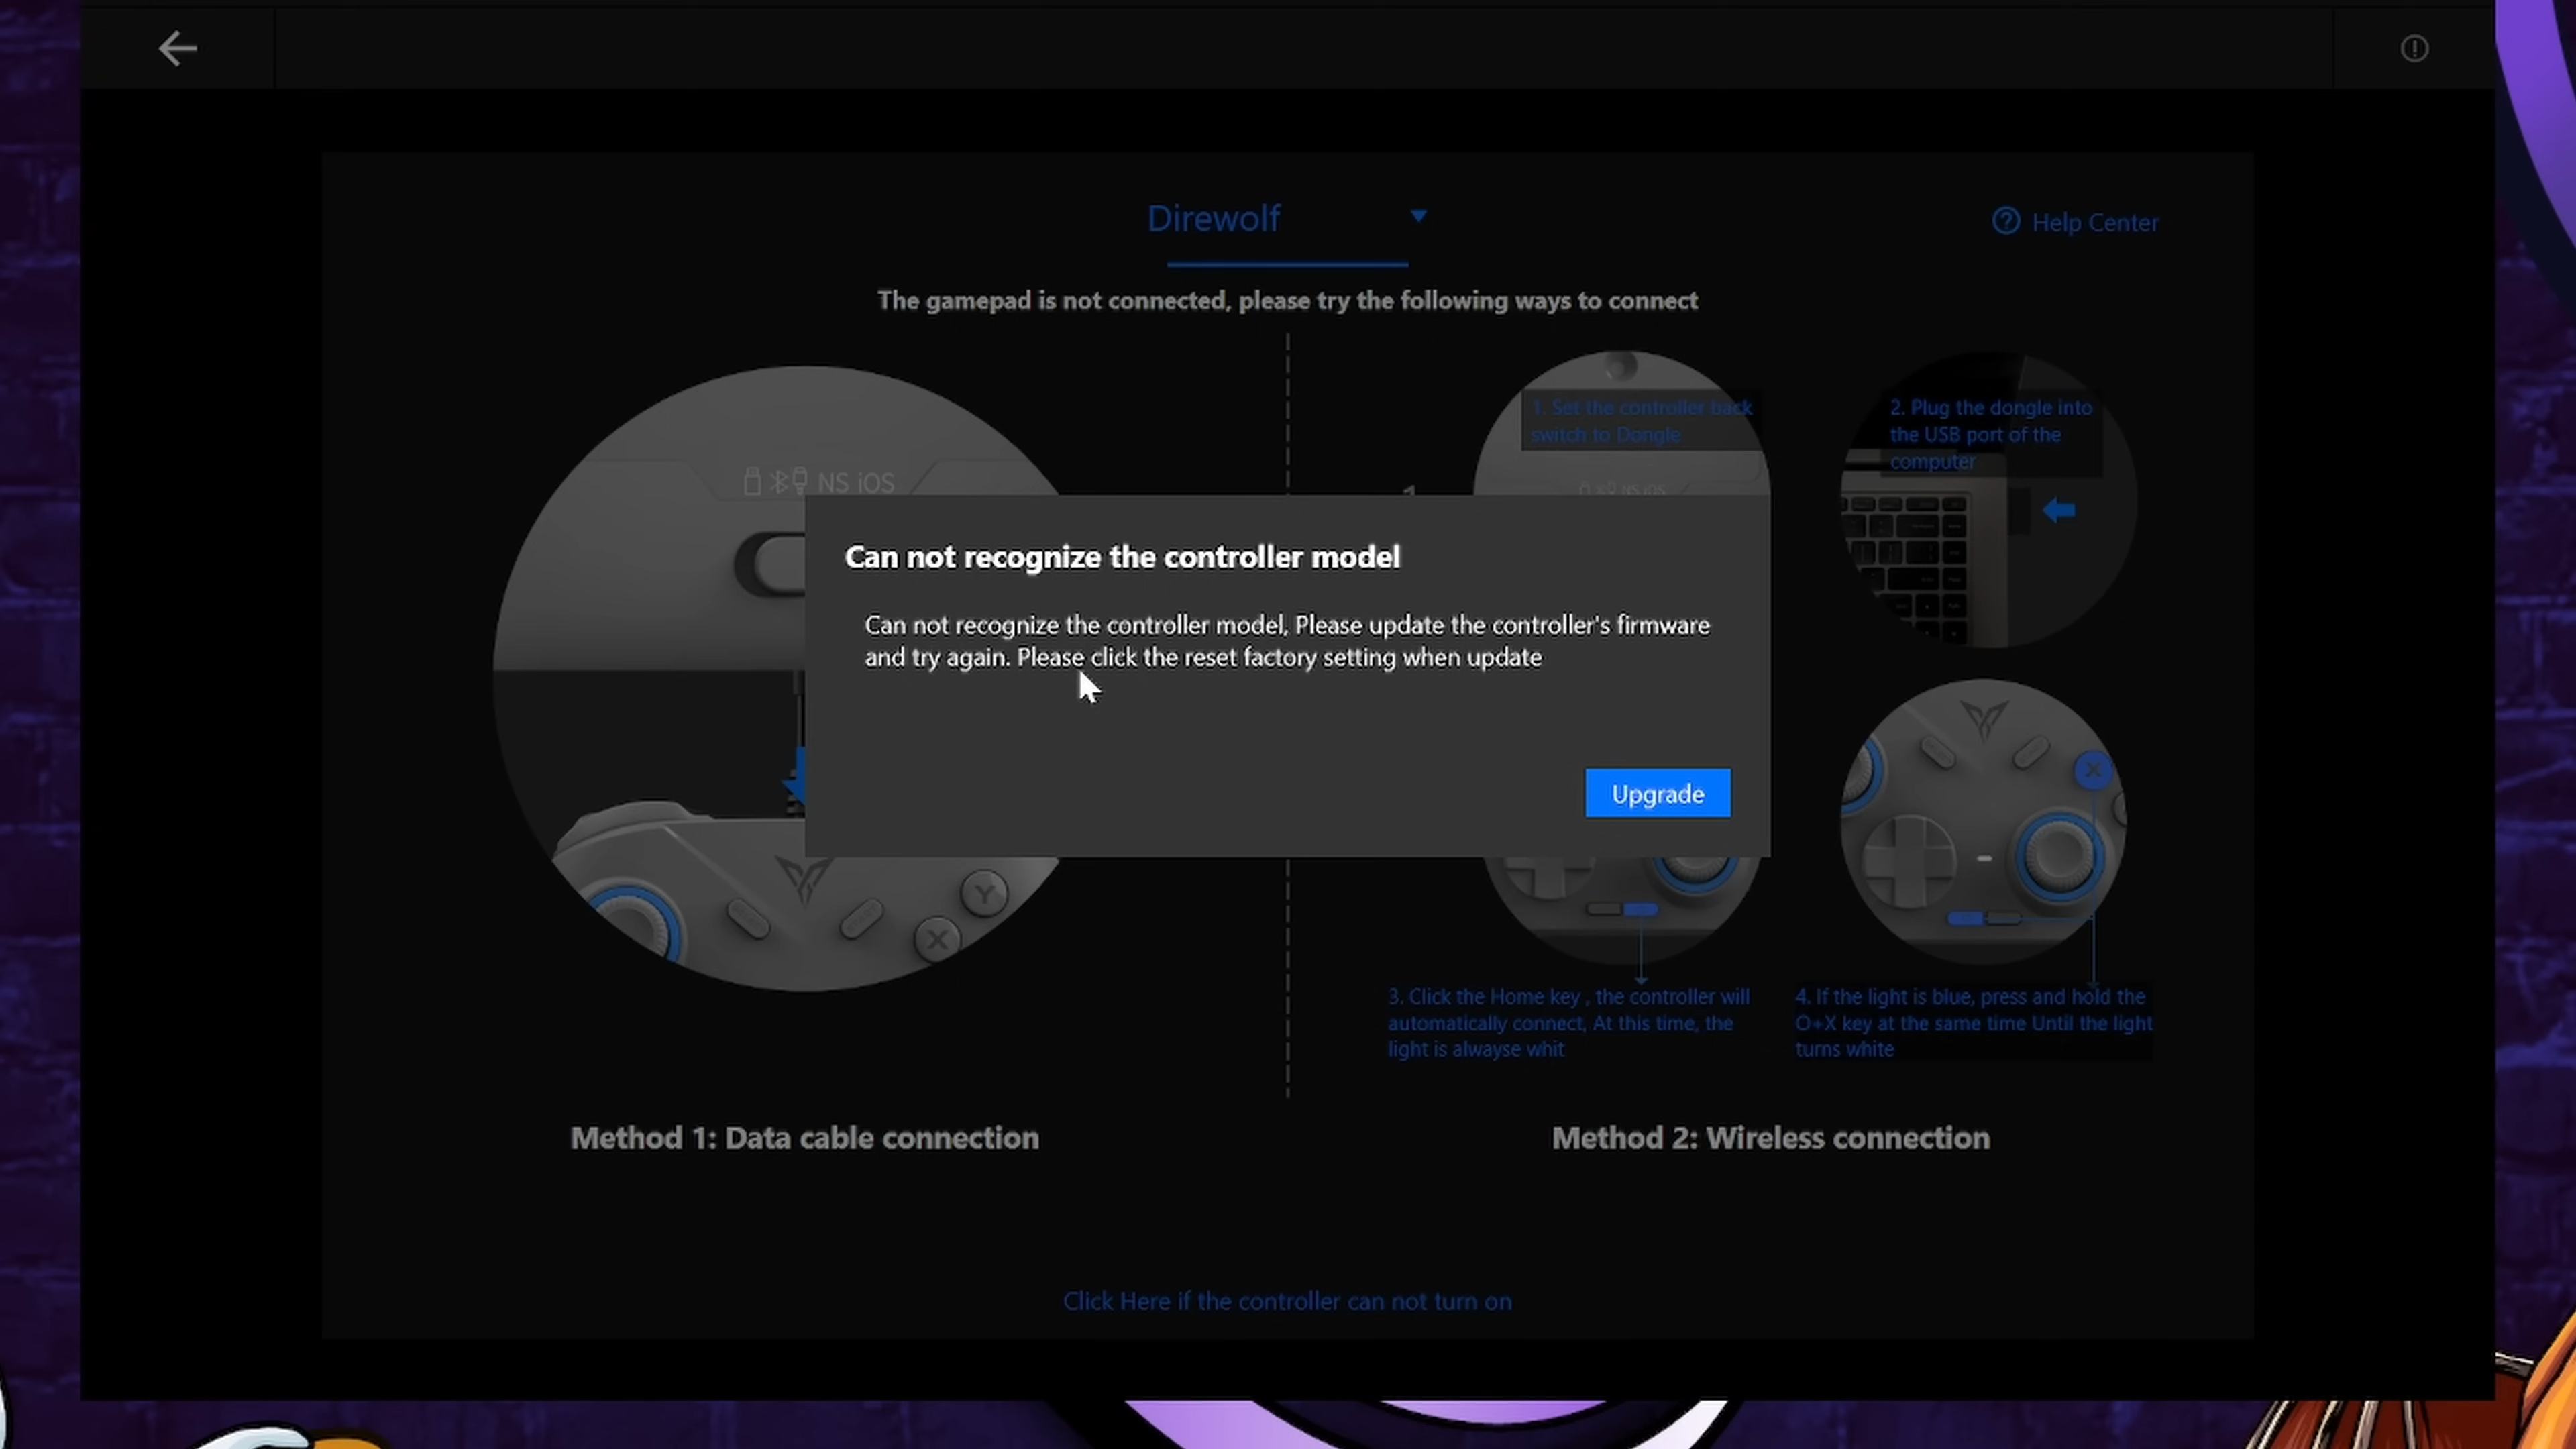 Direwolf
Help Center
The gamepad is not connected, please try the following ways to connect
NS iOS
1. Set the controller back
switch to Dongle
NS iOS
2. Plug the dongle into
the USB port of the
computer
Can not recognize the controller model
Can not recognize the controller model, Please update the controller's firmware
and try again. Please click the reset factory setting when update
Upgrade
Y
X
X
3. Click the Home key , the controller will
automatically connect, At this time, the
light is alwayse whit
4. If the light is blue, press and hold the
O+X key at the same time Until the light
turns white
Method 1: Data cable connection
Method 2: Wireless connection
Click Here if the controller can not turn on